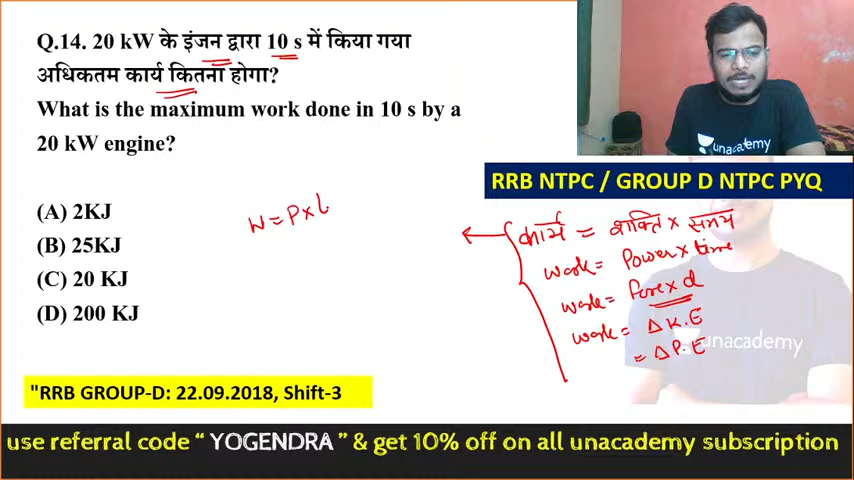 Q.14. 20 kW के इंजन द्वारा 10 s में किया गया
अधिकतम कार्य कितना होगा?
What is the maximum work done in 10 s by a
20 kW engine?
(A) 2KJ
(B) 25KJ
(C) 20 KJ
(D) 200 KJ
W = P x t
unacademy
RRB NTPC / GROUP D NTPC PYQ
कार्य = शक्ति x समय
work = Power x time
work = Force x d
work = Δ K.E
= Δ P.E
unacademy
"RRB GROUP-D: 22.09.2018, Shift-3
use referral code “ YOGENDRA ” & get 10% off on all unacademy subscription